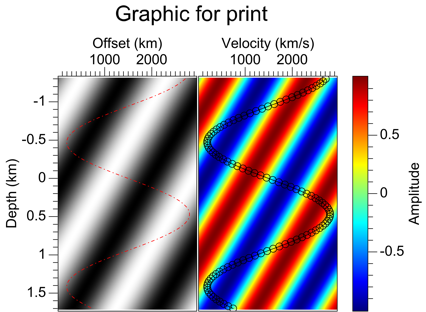 Graphic for print
Offset (km) Velocity (km/s)
1000 2000 1000 2000
-1
-0.5
0
0.5
1
1.5
Depth (km)
0.5
0
-0.5
Amplitude